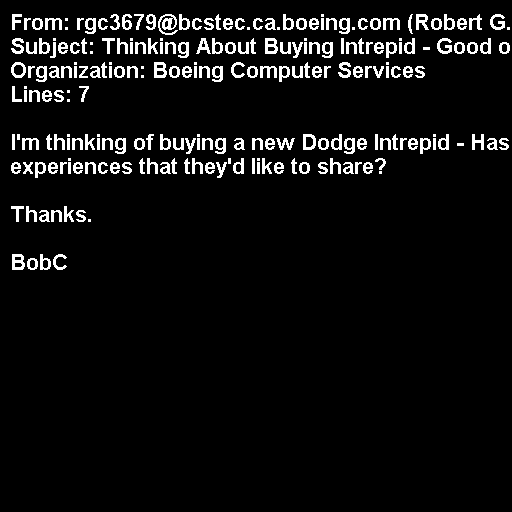 From: rgc3679@bcstec.ca.boeing.com (Robert G.
Subject: Thinking About Buying Intrepid - Good o
Organization: Boeing Computer Services
Lines: 7
I'm thinking of buying a new Dodge Intrepid - Has
experiences that they'd like to share?
Thanks.
BobC